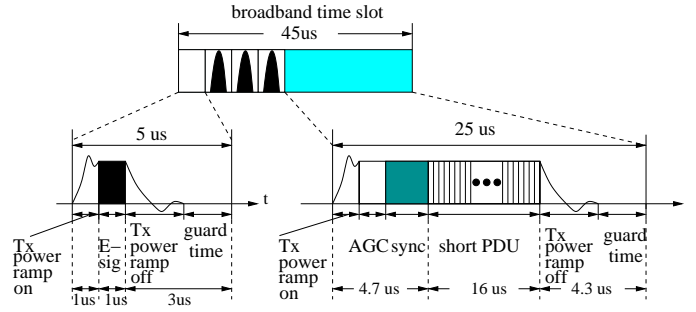 broadband time slot
45us
5 us
25 us
t
Tx
power
ramp
on
E-
sig
Tx
power
ramp
off
guard
time
Tx
power
ramp
on
AGC sync
short PDU
Tx
power
ramp
off
guard
time
1us
1us
3us
4.7 us
16 us
4.3 us